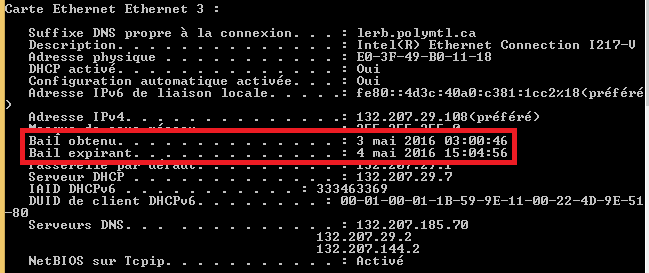 Carte Ethernet Ethernet 3 :
Suffixe DNS propre à la connexion. . . : lerb.polymtl.ca
Description. . . . . . . . . . . . . . : Intel(R) Ethernet Connection I217-V
Adresse physique . . . . . . . . . . . : E0-3F-49-B0-11-18
DHCP activé. . . . . . . . . . . . . . : Oui
Configuration automatique activée. . . : Oui
Adresse IPv6 de liaison locale. . . . .: fe80::4d3c:40a0:c381:1cc2%18(préféré
)
Adresse IPv4. . . . . . . . . . . . . .: 132.207.29.108(préféré)
Masque de sous-réseau. . . . . . . . . : 255.255.255.0
Bail obtenu. . . . . . . . . . . . . . : 3 mai 2016 03:00:46
Bail expirant. . . . . . . . . . . . . : 4 mai 2016 15:04:56
Passerelle par défaut. . . . . . . . . : 132.207.29.1
Serveur DHCP . . . . . . . . . . . . . : 132.207.29.7
IAID DHCPv6 . . . . . . . . . . . : 333463369
DUID de client DHCPv6. . . . . . . . : 00-01-00-01-1B-59-9E-11-00-22-4D-9E-51
-80
Serveurs DNS. . . . . . . . . . . . . : 132.207.185.70
132.207.29.2
132.207.144.2
NetBIOS sur Tcpip. . . . . . . . . . . : Activé